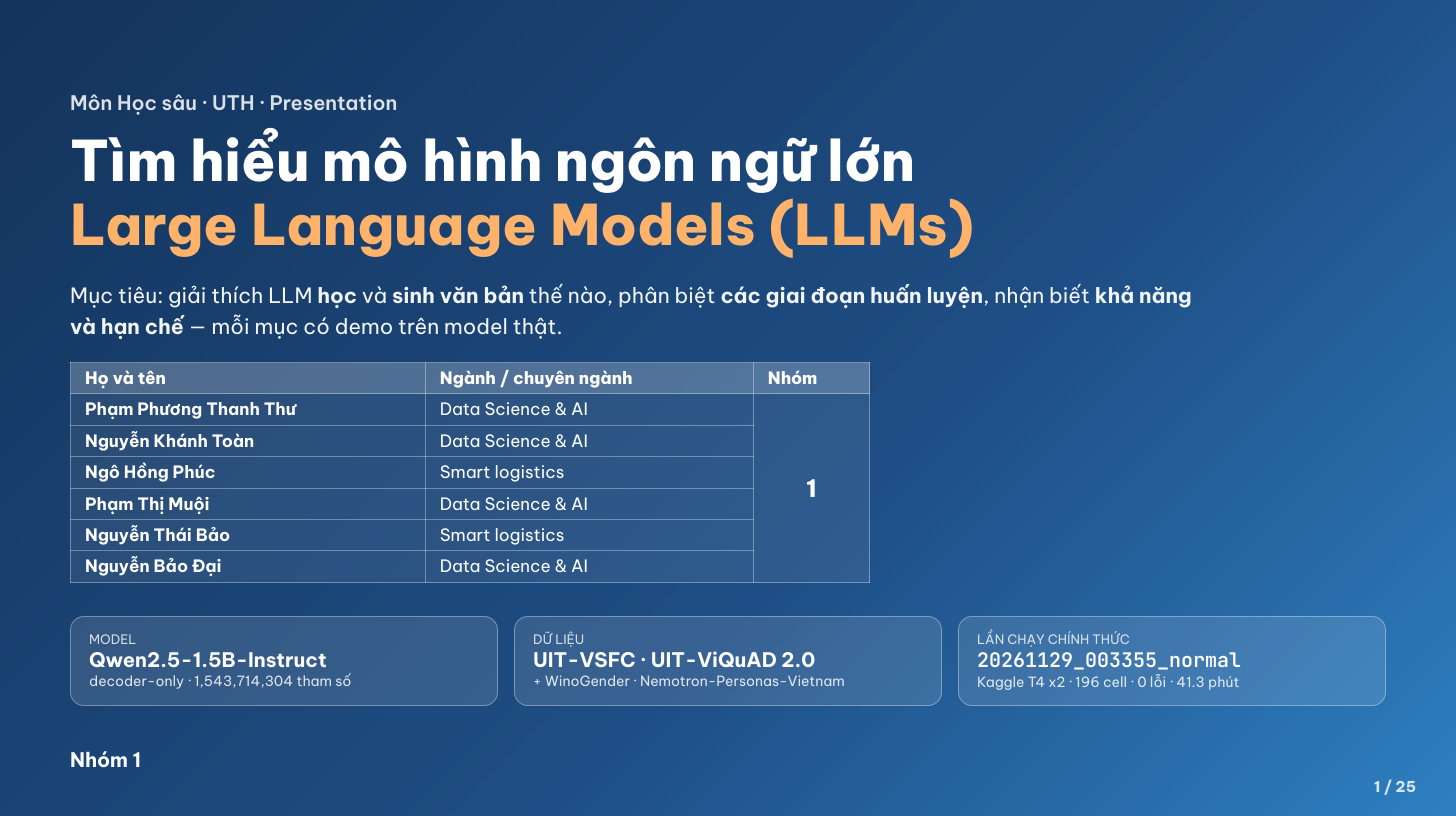 Môn Học sâu · UTH · Presentation
Tìm hiểu mô hình ngôn ngữ lớn
Large Language Models (LLMs)
Mục tiêu: giải thích LLM học và sinh văn bản thế nào, phân biệt các giai đoạn huấn luyện, nhận biết khả năng
và hạn chế — mỗi mục có demo trên model thật.
Họ và tên Ngành / chuyên ngành Nhóm
Phạm Phương Thanh Thư Data Science & AI
Nguyễn Khánh Toàn Data Science & AI
Ngô Hồng Phúc Smart logistics
1
Phạm Thị Muội Data Science & AI
Nguyễn Thái Bảo Smart logistics
Nguyễn Bảo Đại Data Science & AI
MODEL
Qwen2.5-1.5B-Instruct
decoder-only · 1,543,714,304 tham số
DỮ LIỆU
UIT-VSFC · UIT-ViQuAD 2.0
+ WinoGender · Nemotron-Personas-Vietnam
LẦN CHẠY CHÍNH THỨC
20261129_003355_normal
Kaggle T4 x2 · 196 cell · 0 lỗi · 41.3 phút
Nhóm 1
1 / 25